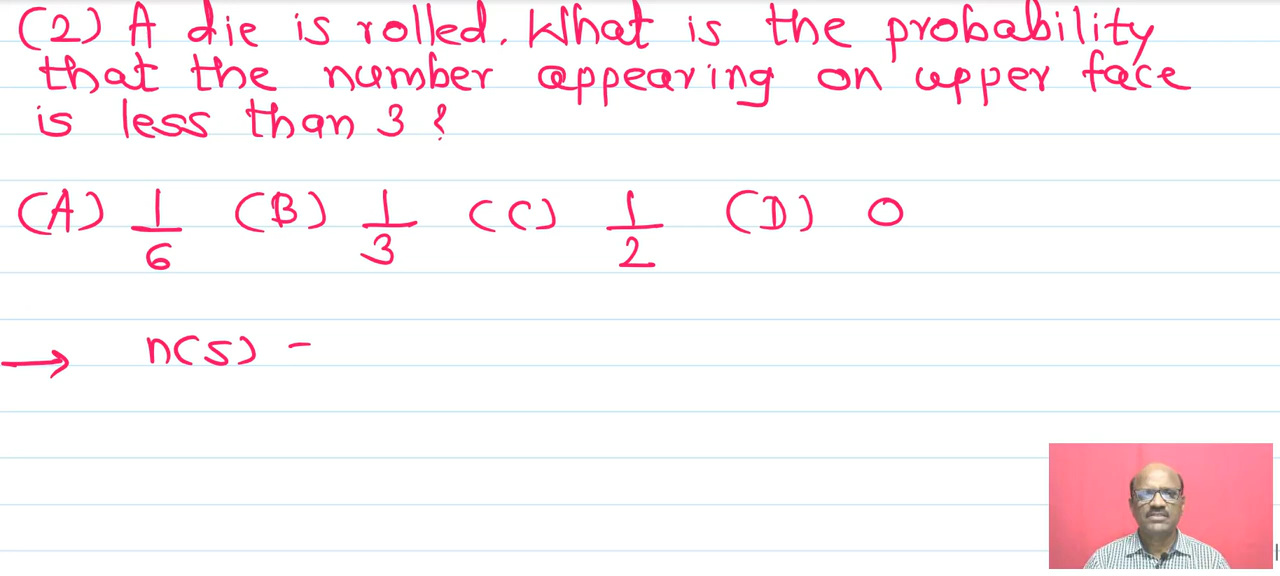 (2) A die is rolled. What is the probability
that the number appearing on upper face
is less than 3 ?
(A) 1/6 (B) 1/3 (C) 1/2 (D) 0
→ n(s) -